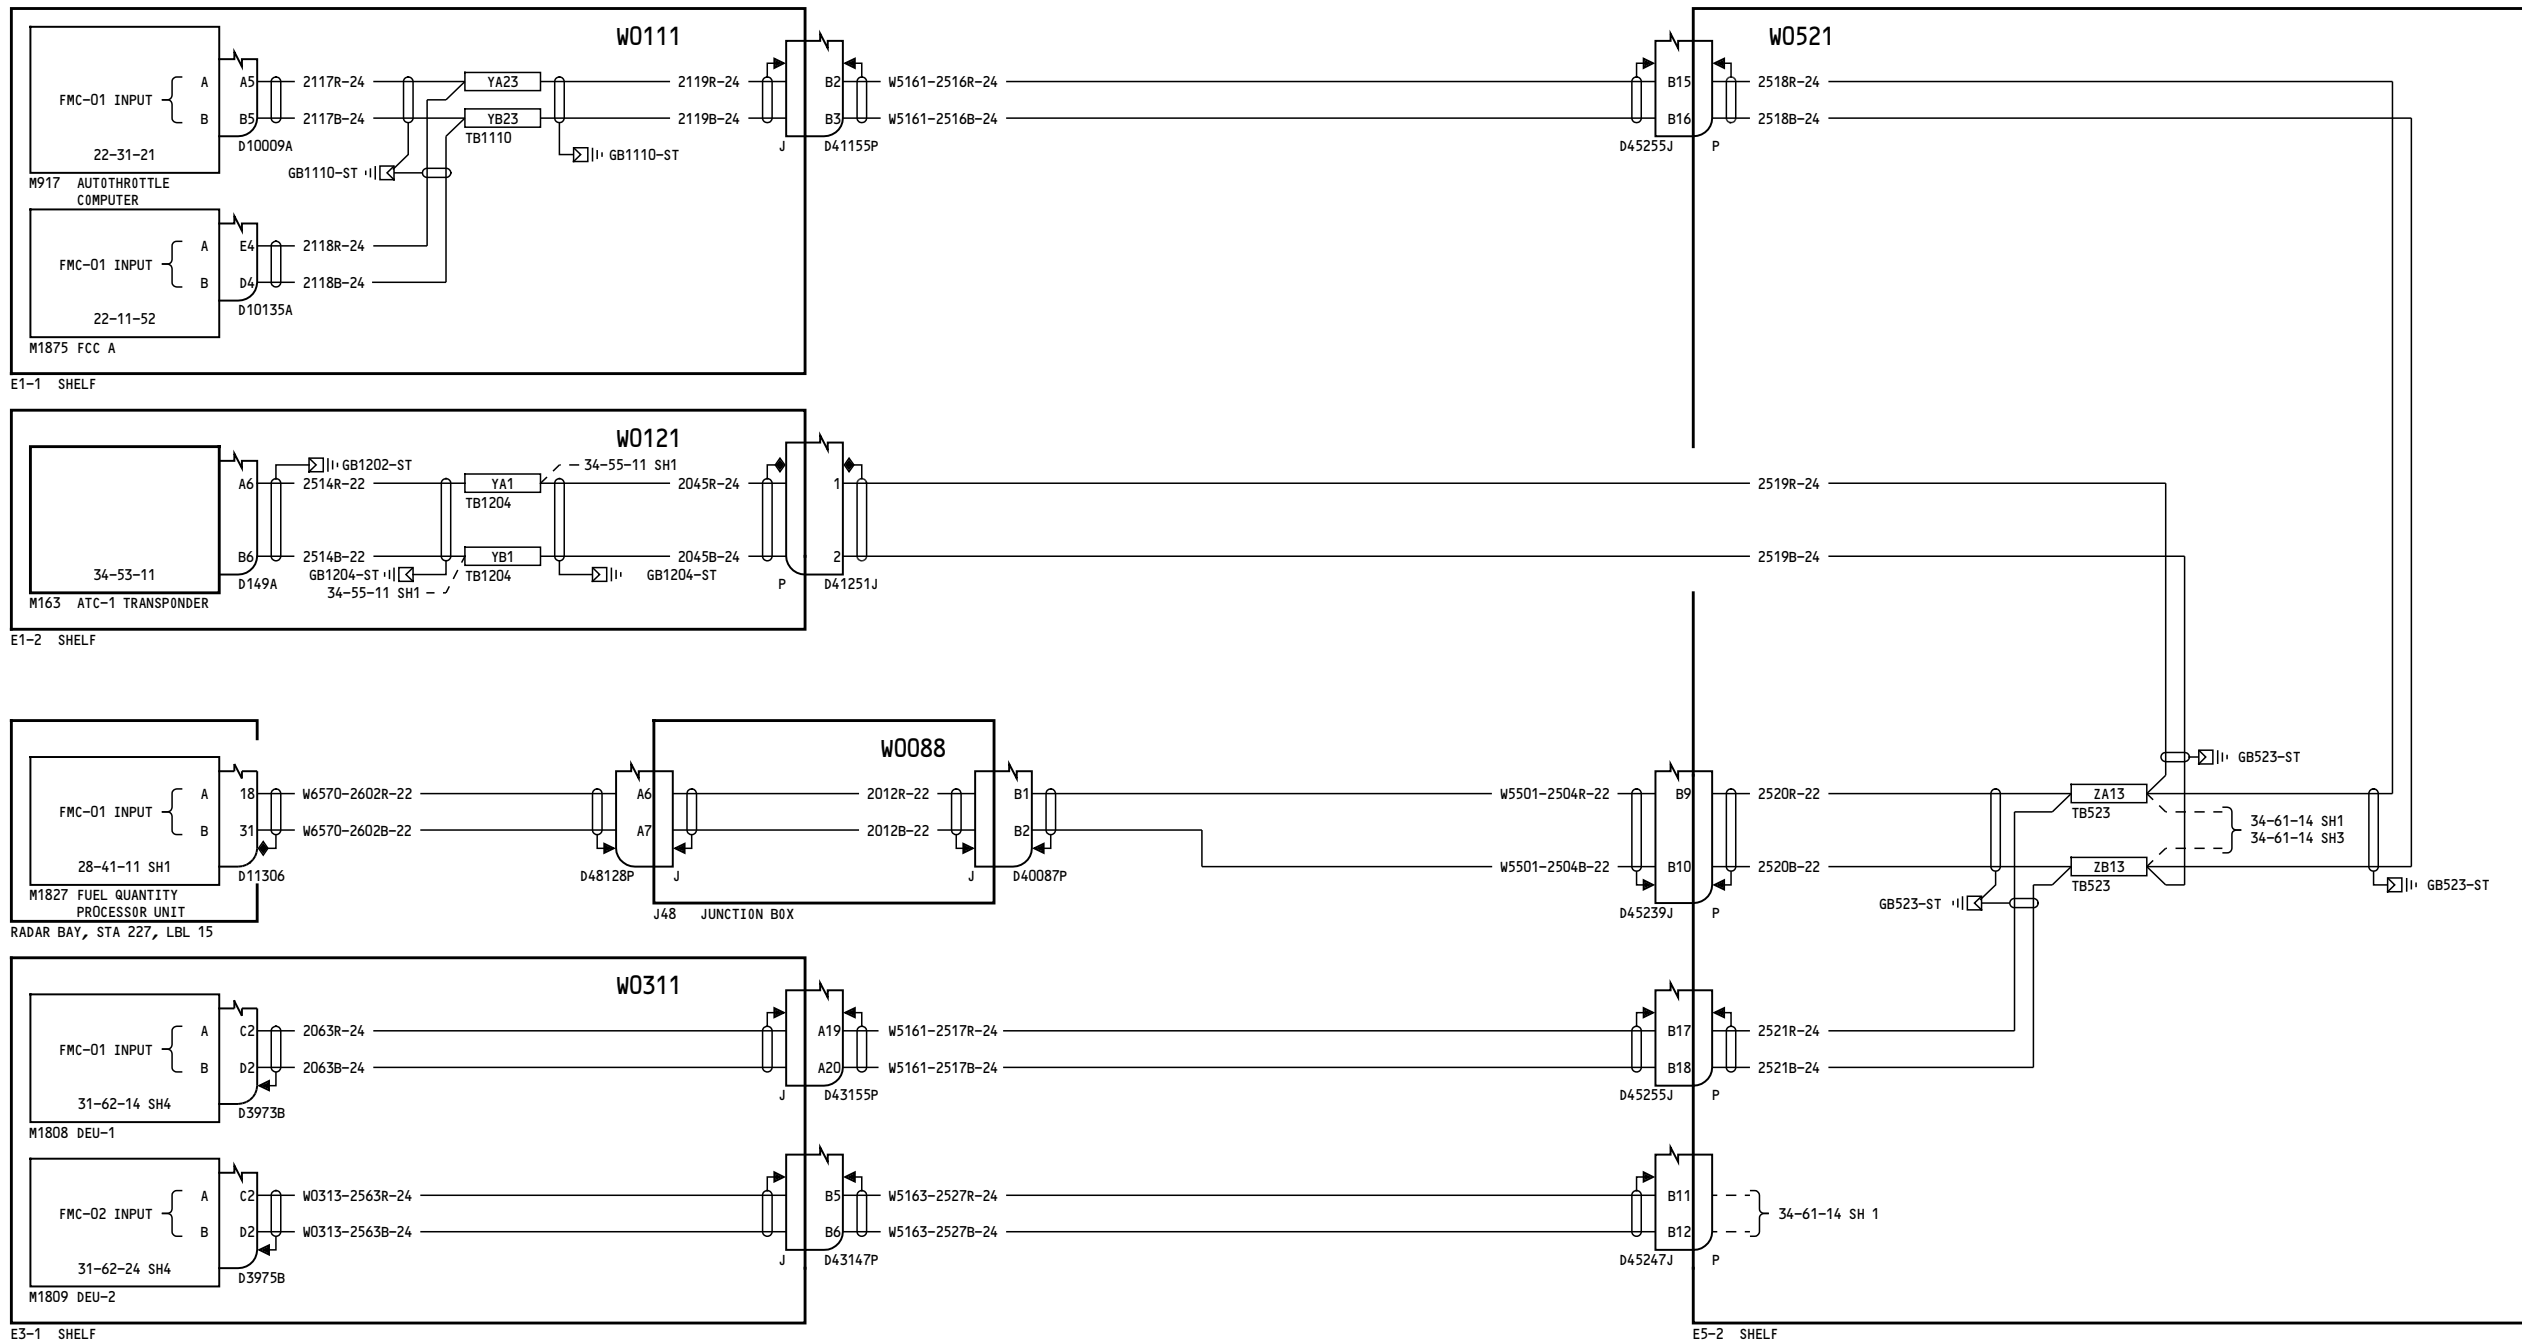 W0111
W0521
A A5 2117R-24 YA23 2119R-24 B2 W5161-2516R-24 B15 2518R-24
FMC-01 INPUT
B B5 2117B-24 YB23 2119B-24 B3 W5161-2516B-24 B16 2518B-24
TB1110
D10009A J D41155P D45255J P
22-31-21 GB1110-ST
GB1110-ST
M917 AUTOTHROTTLE
COMPUTER
A E4 2118R-24
FMC-01 INPUT
B D4 2118B-24
D10135A
22-11-52
M1875 FCC A
E1-1 SHELF
W0121
GB1202-ST 34-55-11 SH1
A6 2514R-22 YA1 2045R-24 1 2519R-24
TB1204
B6 2514B-22 YB1 2045B-24 2 2519B-24
34-53-11 GB1204-ST TB1204 GB1204-ST
D149A P D41251J
34-55-11 SH1
M163 ATC-1 TRANSPONDER
E1-2 SHELF
W0088
GB523-ST
A 18 W6570-2602R-22 A6 2012R-22 B1 W5501-2504R-22 B9 2520R-22 ZA13
FMC-01 INPUT TB523
34-61-14 SH1
B 31 W6570-2602B-22 A7 2012B-22 B2
34-61-14 SH3
28-41-11 SH1 W5501-2504B-22 B10 2520B-22 ZB13
D11306 D48128P J J D40087P TB523 GB523-ST
M1827 FUEL QUANTITY
PROCESSOR UNIT
GB523-ST
J48 JUNCTION BOX D45239J P
RADAR BAY, STA 227, LBL 15
W0311
A C2 2063R-24 A19 W5161-2517R-24 B17 2521R-24
FMC-01 INPUT
B D2 2063B-24 A20 W5161-2517B-24 B18 2521B-24
J D43155P D45255J P
31-62-14 SH4
D3973B
M1808 DEU-1
A C2 W0313-2563R-24 B5 W5163-2527R-24 B11
FMC-02 INPUT 34-61-14 SH 1
B D2 W0313-2563B-24 B6 W5163-2527B-24 B12
J D43147P D45247J P
31-62-24 SH4
D3975B
M1809 DEU-2
E3-1 SHELF E5-2 SHELF